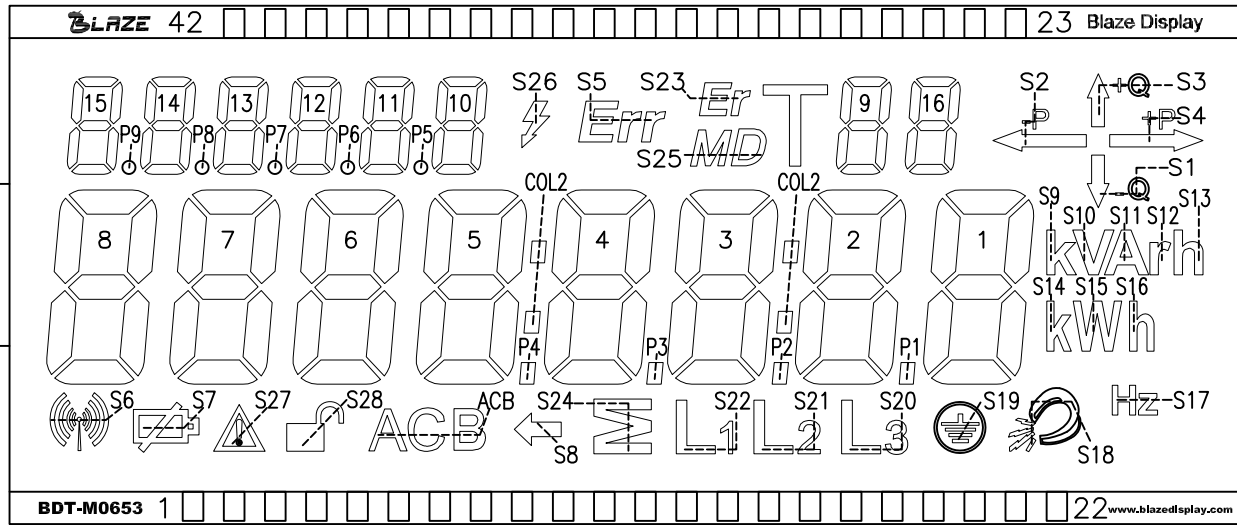 BLAZE 42 23 Blaze Display
S26 S5 S23 Er T S2 +Q S3
15 14 13 12 11 10 Err 9 16 -P +P S4
P9 P8 P7 P6 P5 S25 MD
-Q S1
COL2 COL2 S9 S10 S11 S12 S13
8 7 6 5 4 3 2 1 kVArh
S14 S15 S16
kWh
P4 P3 P2 P1
S6 S7 S27 S28 ACB S24 S22 S21 S20 S19 Hz S17
ACB S8 M L1 L2 L3 S18
BDT-M0653 1 22 www.blazedisplay.com